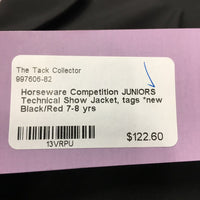 The Tack Collector
997606-82
Horseware Competition JUNIORS
Technical Show Jacket, tags *new
Black/Red 7-8 yrs
13VRPU
$122.60